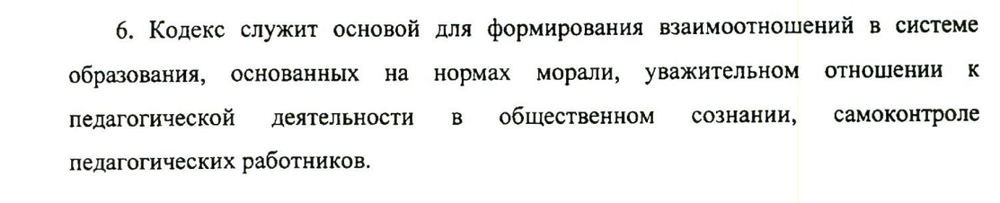 6. Кодекс служит основой для формирования взаимоотношений в системе
образования, основанных на нормах морали, уважительном отношении к
педагогической деятельности в общественном сознании, самоконтроле
педагогических работников.